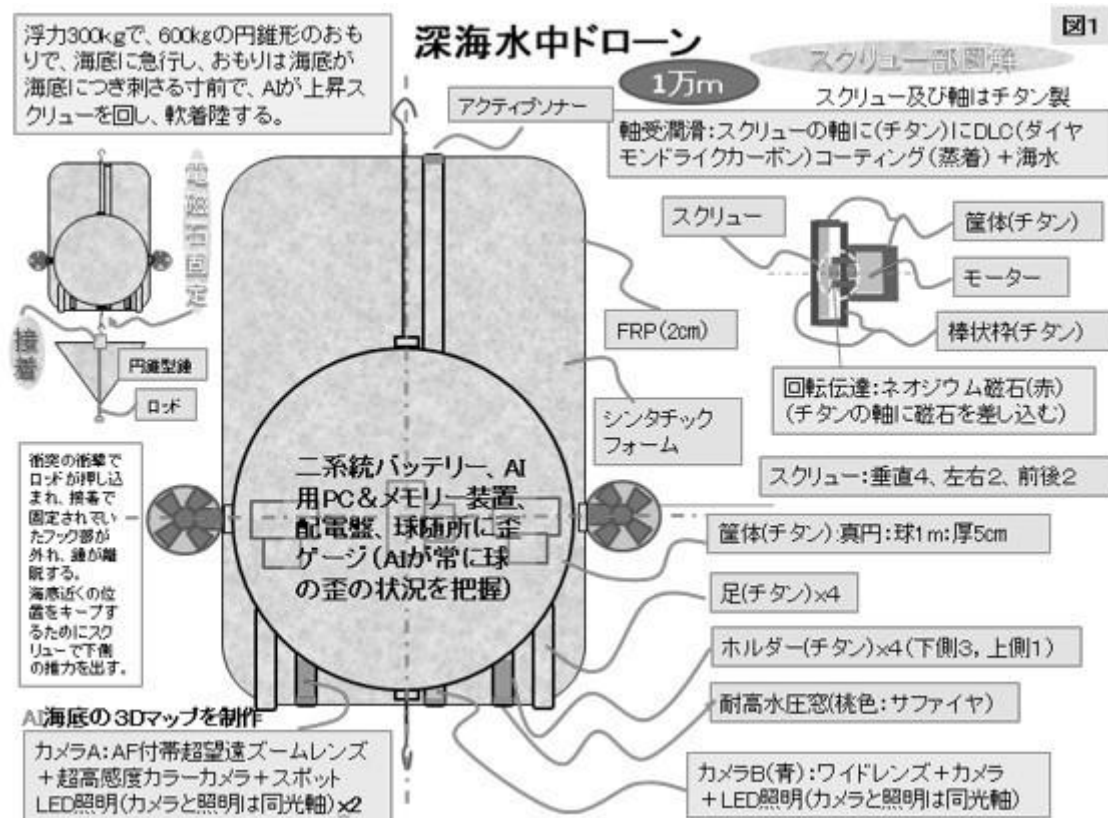 図1
深海水中ドローン
1万m
浮力300kgで、600kgの円錐形のおも
りで、海底に急行し、おもりは海底が
海底につき刺さる寸前で、AIが上昇ス
クリューを回し、軟着陸する。
アクティブソナー
スクリュー部図解
スクリュー及び軸はチタン製
軸受潤滑:スクリューの軸に(チタン)にDLC(ダイヤ
モンドライクカーボン)コーティング(蒸着)+海水
電磁石固定
接着
円錐型錘
ロッド
スクリュー
筐体(チタン)
モーター
棒状枠(チタン)
回転伝達:ネオジウム磁石(赤)
(チタンの軸に磁石を差し込む)
FRP(2cm)
シンタチック
フォーム
スクリュー:垂直4、左右2、前後2
衝突の衝撃で
ロッドが押し込
まれ、接着で
固定されてい
たフック部が
外れ、錘が離
脱する。
海底近くの位
置をキープす
るためにスク
リューで下側
の推力を出す。
二系統バッテリー、AI
用PC&メモリー装置、
配電盤、球随所に歪
ゲージ(AIが常に球
の歪の状況を把握)
筐体(チタン):真円:球1m:厚5cm
足(チタン)×4
ホルダー(チタン)×4(下側3,上側1)
耐高水圧窓(桃色:サファイヤ)
AI海底の3Dマップを制作
カメラA:AF付帯超望遠ズームレンズ
+超高感度カラーカメラ+スポット
LED照明(カメラと照明は同光軸)×2
カメラB(青):ワイドレンズ+カメラ
+LED照明(カメラと照明は同光軸)